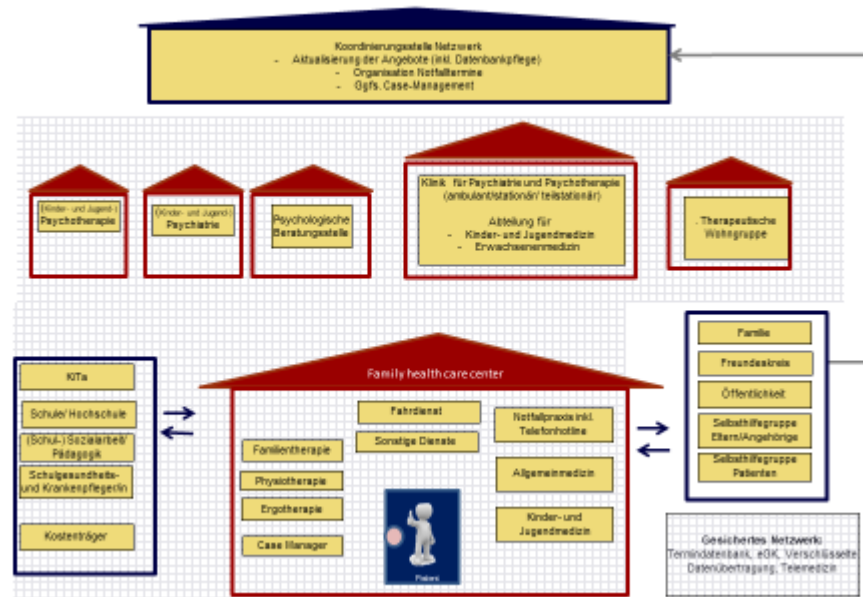 Koordinierungsstelle Netzwerk
- Aktualisierung der Angebote (inkl. Datenbankpflege)
- Organisation Notfalltermine
- Ggfs. Case-Management
(Kinder- und Jugend-)
Psychotherapie
(Kinder- und Jugend-)
Psychiatrie
Psychologische
Beratungsstelle
Klinik für Psychiatrie und Psychotherapie
(ambulant/stationär/ teilstationär)
Abteilung für
- Kinder- und Jugendmedizin
- Erwachsenenmedizin
. Therapeutische
Wohngruppe
KiTa
Schule/ Hochschule
(Schul-) Sozialarbeit/
Pädagogik
Schulgesundheits-
und Krankenpfleger/in
Kostenträger
Family health care center
Fahrdienst
Sonstige Dienste
Familientherapie
Physiotherapie
Ergotherapie
Case Manager
Notfallpraxis inkl.
Telefonhotline
Allgemeinmedizin
Kinder- und
Jugendmedizin
Patient
Familie
Freundeskreis
Öffentlichkeit
Selbsthilfegruppe
Eltern/Angehörige
Selbsthilfegruppe
Patienten
Gesichertes Netzwerk:
Termindatenbank, eGK, Verschlüsselte
Datenübertragung, Telemedizin